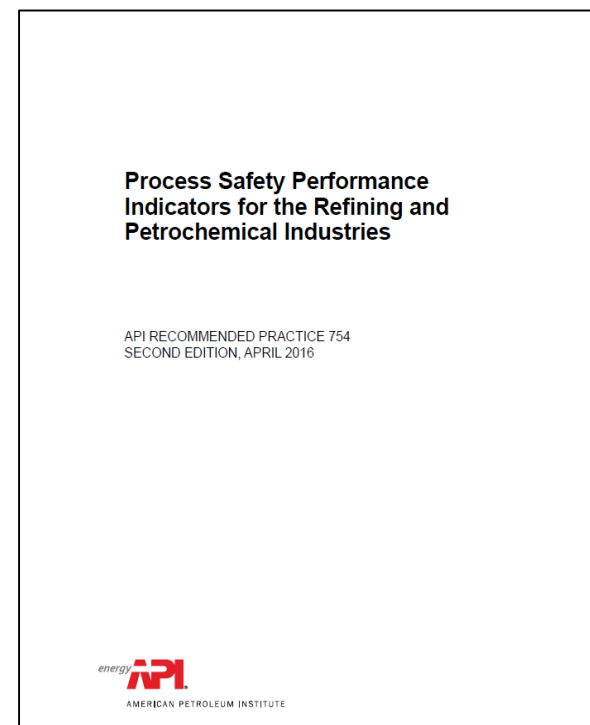 Process Safety Performance
Indicators for the Refining and
Petrochemical Industries
API RECOMMENDED PRACTICE 754
SECOND EDITION, APRIL 2016
energy API®
AMERICAN PETROLEUM INSTITUTE